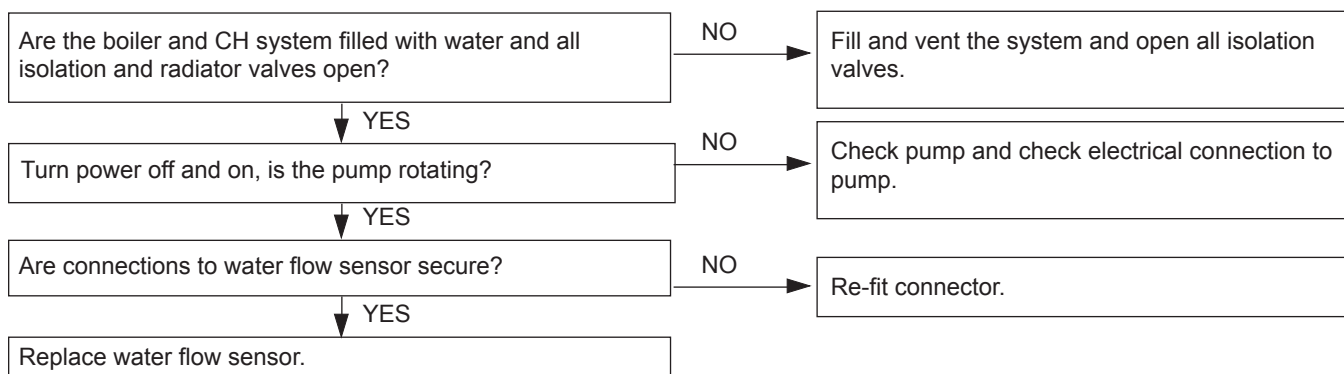 Are the boiler and CH system filled with water and all
isolation and radiator valves open?
NO
Fill and vent the system and open all isolation
valves.
YES
Turn power off and on, is the pump rotating?
NO
Check pump and check electrical connection to
pump.
YES
Are connections to water flow sensor secure?
NO
Re-fit connector.
YES
Replace water flow sensor.